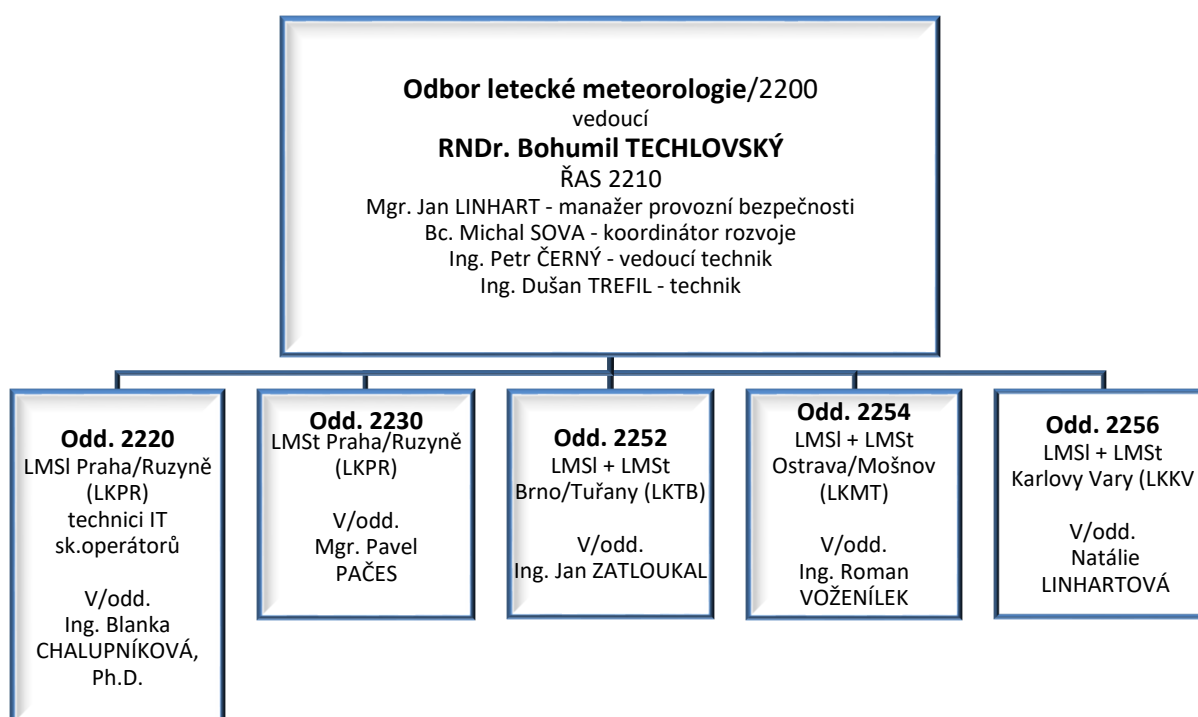 Odbor letecké meteorologie/2200
vedoucí
RNDr. Bohumil TECHLOVSKÝ
ŘAS 2210
Mgr. Jan LINHART - manažer provozní bezpečnosti
Bc. Michal SOVA - koordinátor rozvoje
Ing. Petr ČERNÝ - vedoucí technik
Ing. Dušan TREFIL - technik
Odd. 2220
LMSl Praha/Ruzyně
(LKPR)
technici IT
sk.operátorů
V/odd.
Ing. Blanka
CHALUPNÍKOVÁ,
Ph.D.
Odd. 2230
LMSt Praha/Ruzyně
(LKPR)
V/odd.
Mgr. Pavel
PAČES
Odd. 2252
LMSl + LMSt
Brno/Tuřany (LKTB)
V/odd.
Ing. Jan ZATLOUKAL
Odd. 2254
LMSl + LMSt
Ostrava/Mošnov
(LKMT)
V/odd.
Ing. Roman
VOŽENÍLEK
Odd. 2256
LMSl + LMSt
Karlovy Vary (LKKV
V/odd.
Natálie
LINHARTOVÁ